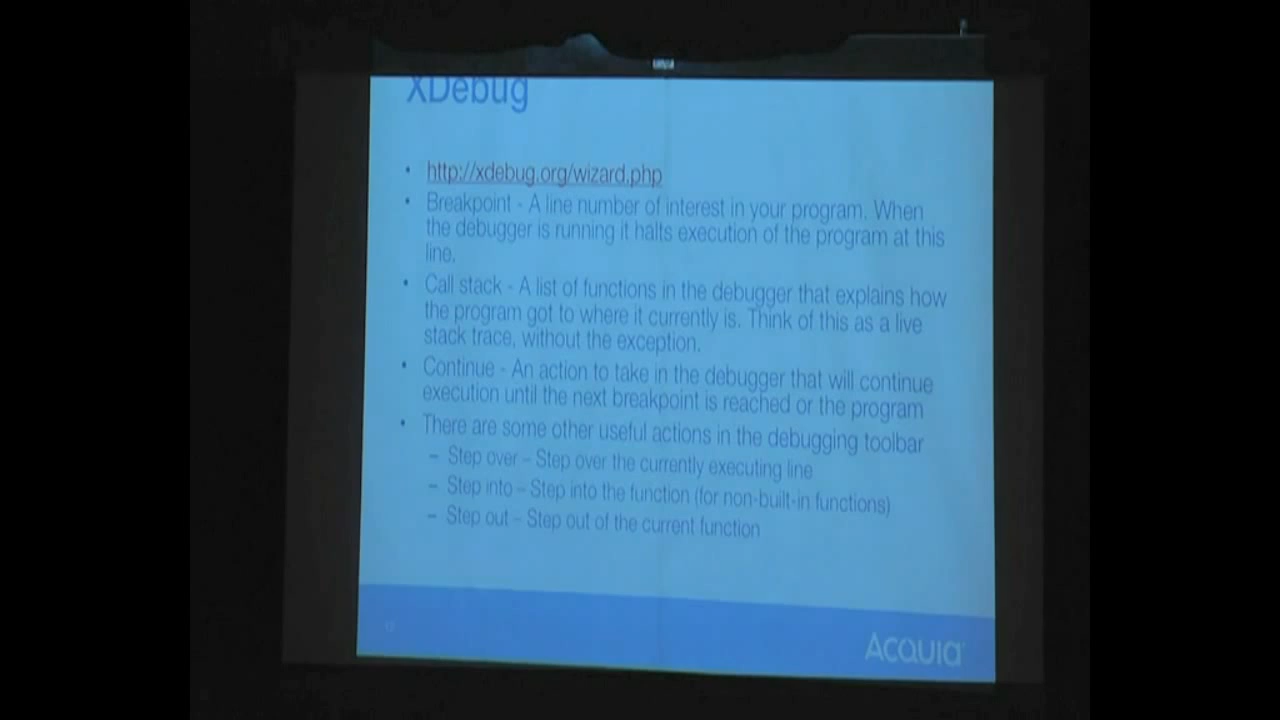 XDebug
• http://xdebug.org/wizard.php
• Breakpoint - A line number of interest in your program. When
the debugger is running it halts execution of the program at this
line.
• Call stack - A list of functions in the debugger that explains how
the program got to where it currently is. Think of this as a live
stack trace, without the exception.
• Continue - An action to take in the debugger that will continue
execution until the next breakpoint is reached or the program
• There are some other useful actions in the debugging toolbar
– Step over – Step over the currently executing line
– Step into – Step into the function (for non-built-in functions)
– Step out – Step out of the current function
ACQUIA